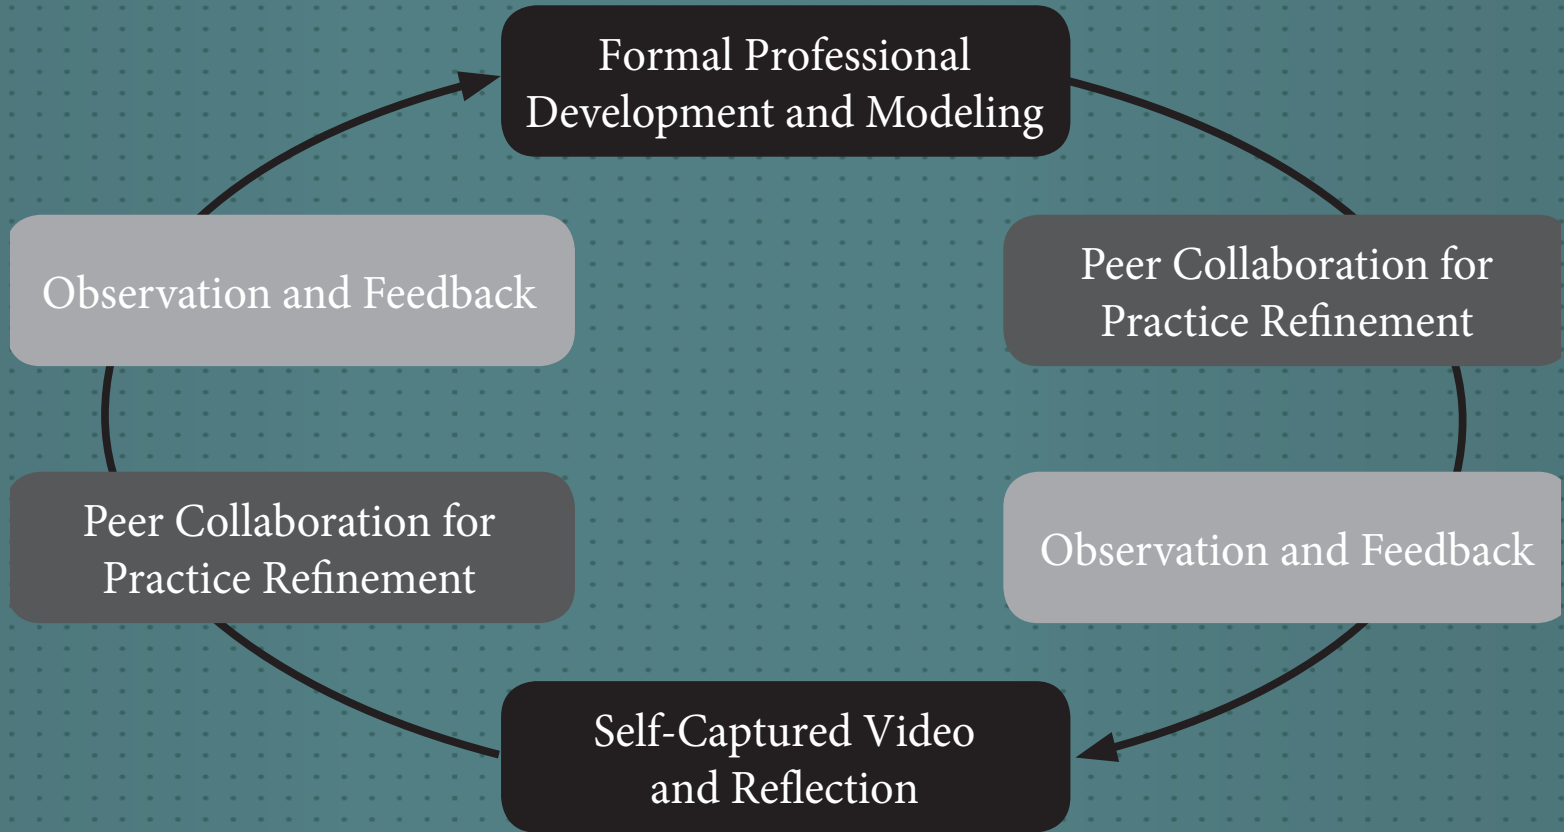 Formal Professional
Development and Modeling
Observation and Feedback
Peer Collaboration for
Practice Refinement
Peer Collaboration for
Practice Refinement
Observation and Feedback
Self-Captured Video
and Reflection